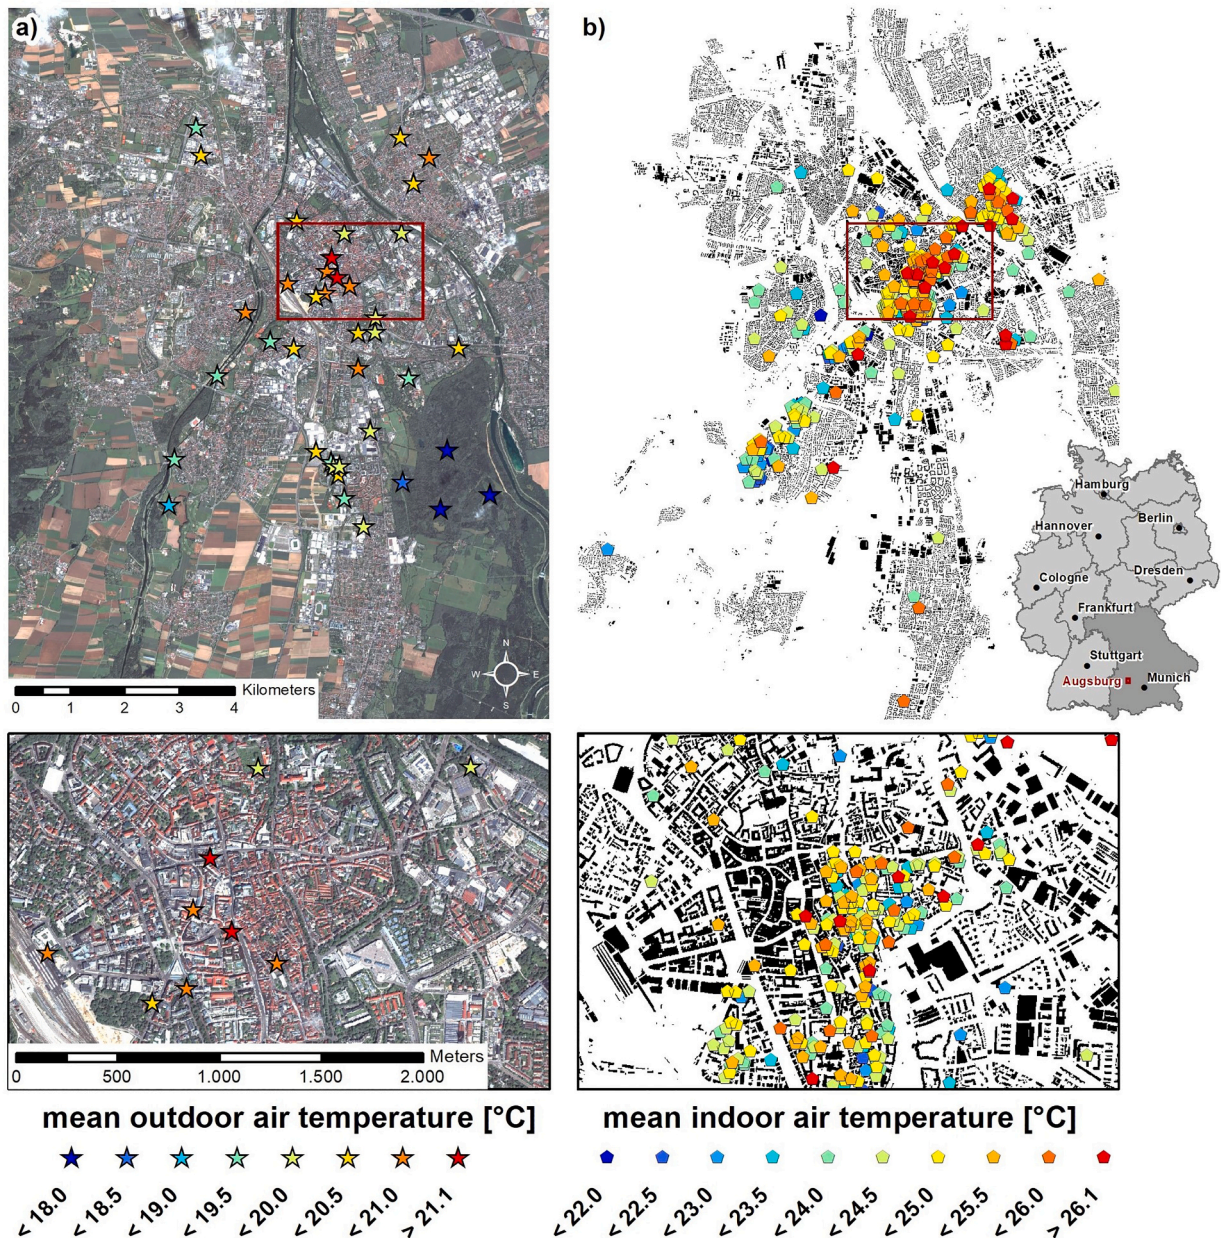 a)
b)
N
W E
S
Kilometers
0 1 2 3 4
Hamburg
Hannover
Berlin
Cologne
Dresden
Frankfurt
Stuttgart
Augsburg
Munich
Meters
0 500 1.000 1.500 2.000
mean outdoor air temperature [°C]
< 18.0 < 18.5 < 19.0 < 19.5 < 20.0 < 20.5 < 21.0 > 21.1
mean indoor air temperature [°C]
< 22.0 < 22.5 < 23.0 < 23.5 < 24.0 < 24.5 < 25.0 < 25.5 < 26.0 > 26.1